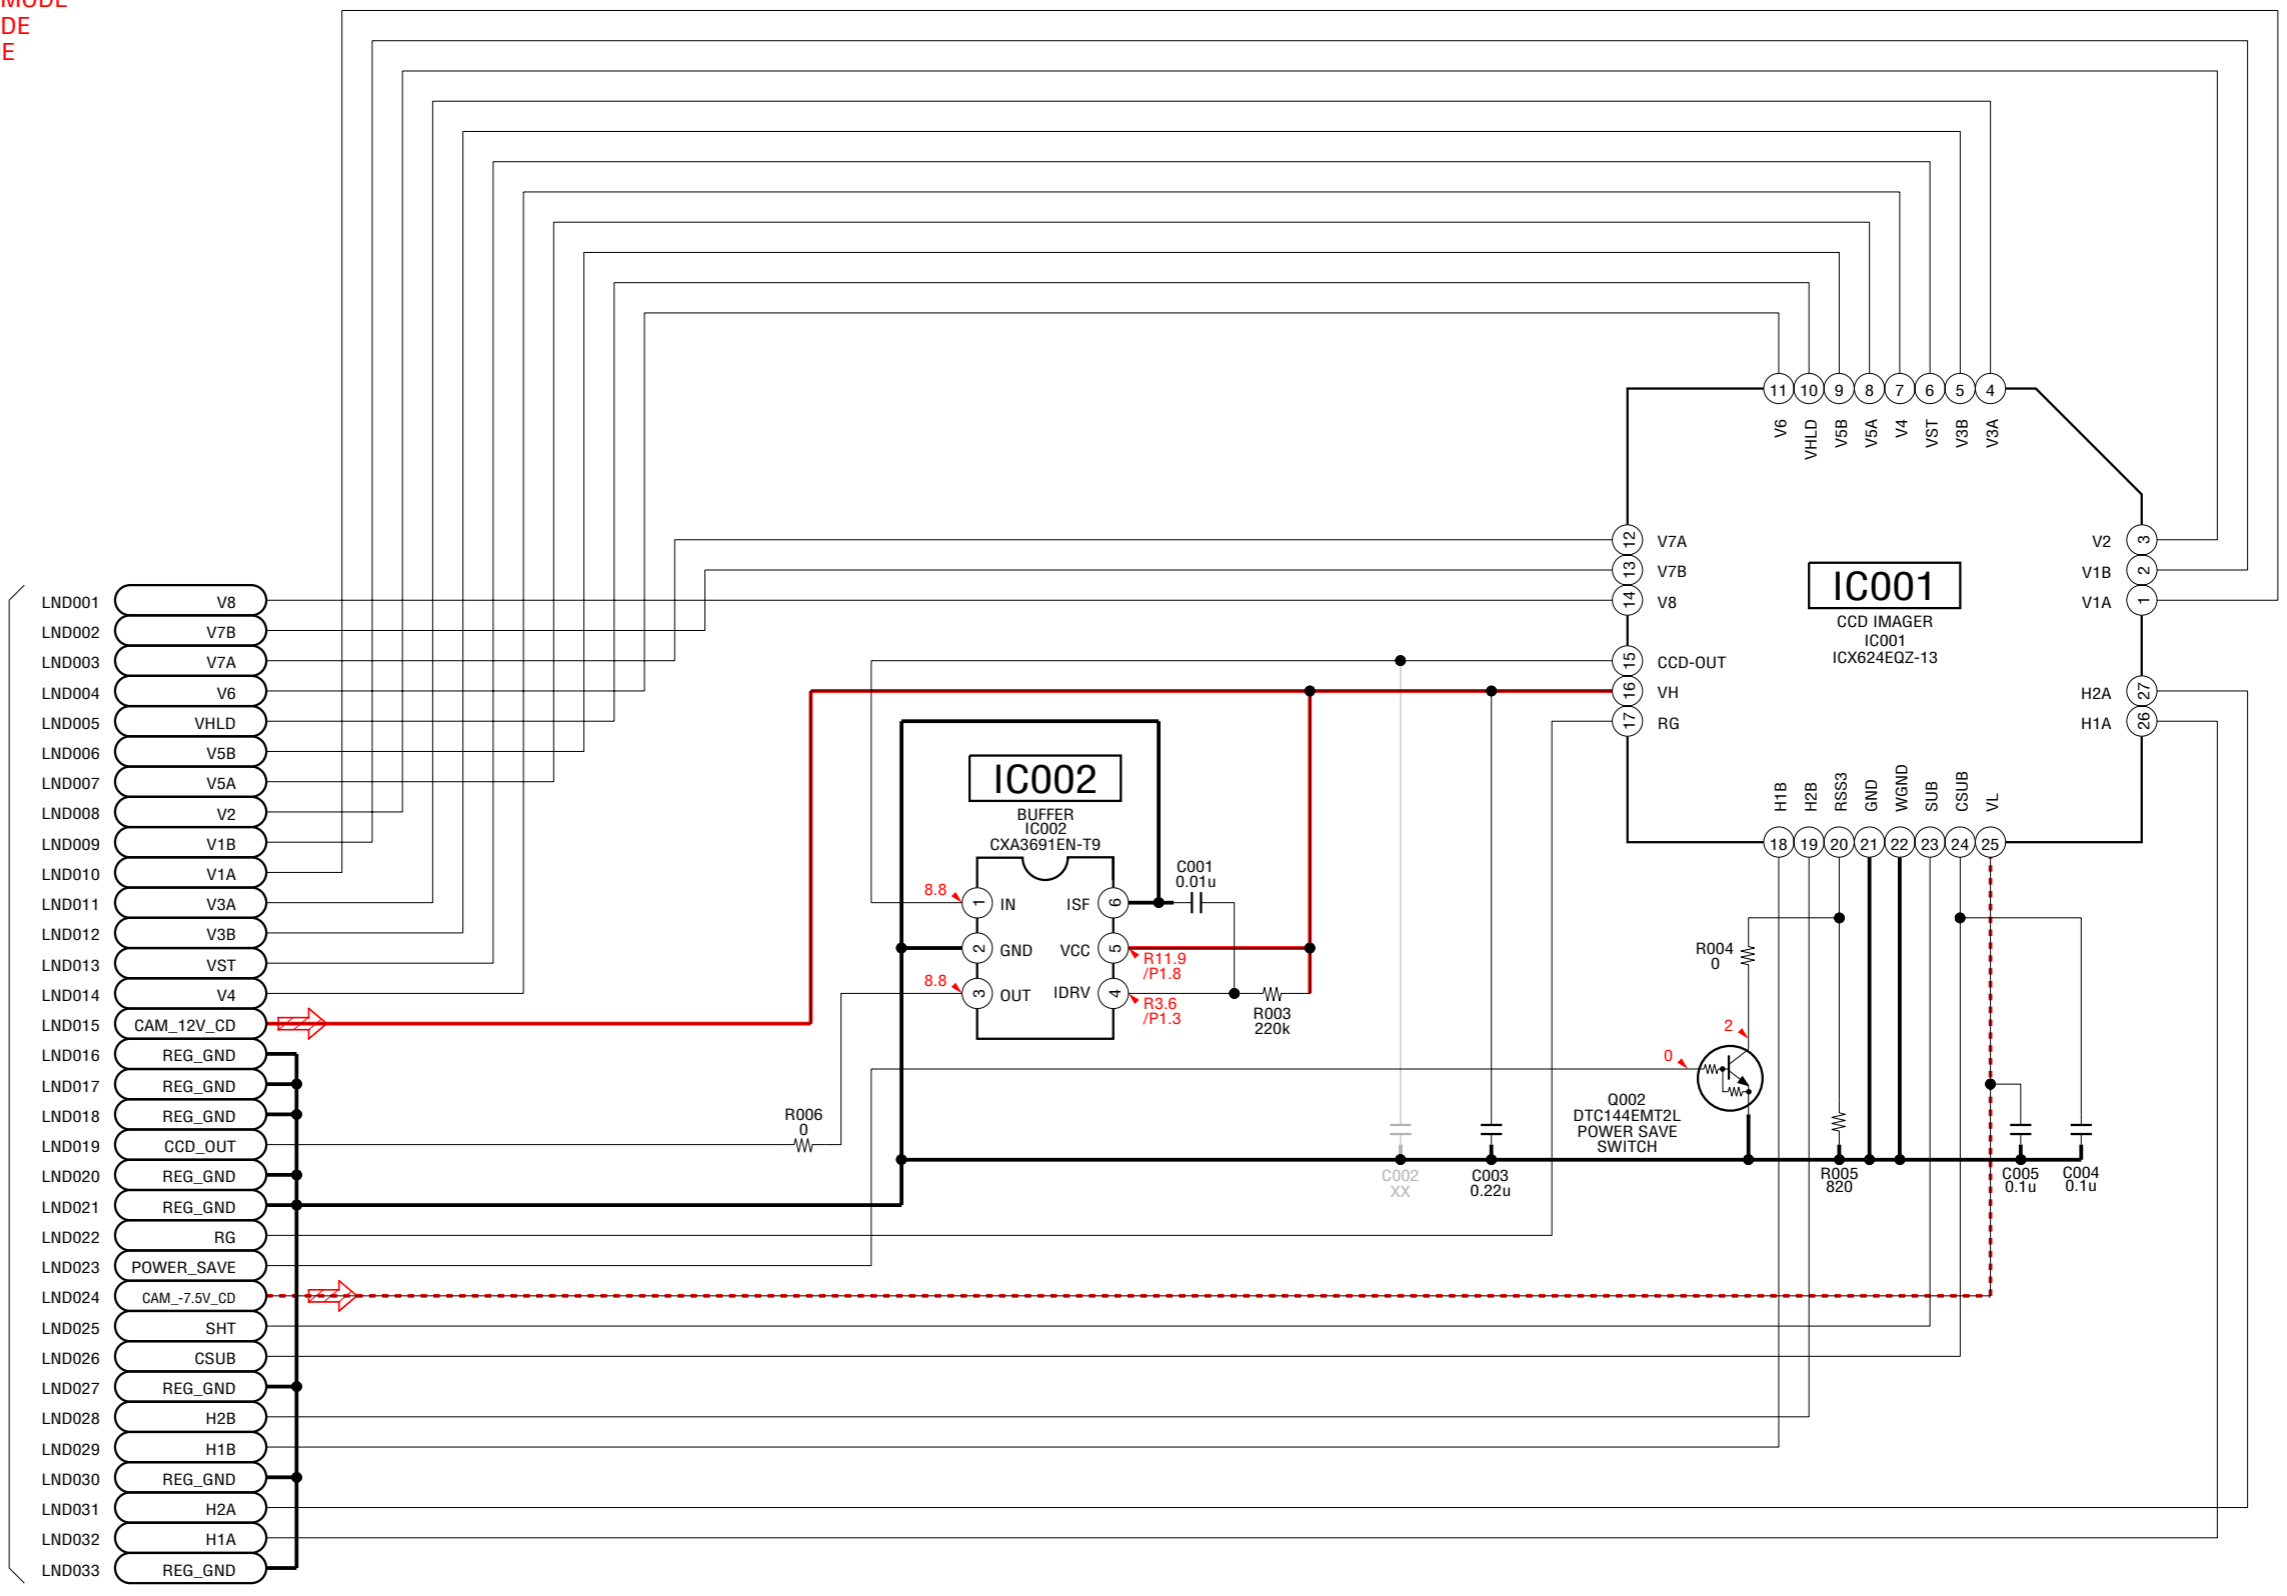 MODE
DE
E
11 10 9 8 7 6 5 4
V6 VHLD V5B V5A V4 VST V3B V3A
12 V7A
13 V7B
14 V8
15 CCD-OUT
16 VH
17 RG
IC001
CCD IMAGER
IC001
ICX624EQZ-13
V2 3
V1B 2
V1A 1
H2A 27
H1A 26
H1B H2B RSS3 GND WGND SUB CSUB VL
18 19 20 21 22 23 24 25
LND001 V8
LND002 V7B
LND003 V7A
LND004 V6
LND005 VHLD
LND006 V5B
LND007 V5A
LND008 V2
LND009 V1B
LND010 V1A
LND011 V3A
LND012 V3B
LND013 VST
LND014 V4
LND015 CAM_12V_CD
LND016 REG_GND
LND017 REG_GND
LND018 REG_GND
LND019 CCD_OUT
LND020 REG_GND
LND021 REG_GND
LND022 RG
LND023 POWER_SAVE
LND024 CAM_-7.5V_CD
LND025 SHT
LND026 CSUB
LND027 REG_GND
LND028 H2B
LND029 H1B
LND030 REG_GND
LND031 H2A
LND032 H1A
LND033 REG_GND
IC002
BUFFER
IC002
CXA3691EN-T9
8.8 1 IN
2 GND
8.8 3 OUT
ISF 6
VCC 5
R11.9
/P1.8
IDRV 4
R3.6
/P1.3
C001
0.01u
R003
220k
R006
0
R004
0
2
0
Q002
DTC144EMT2L
POWER SAVE
SWITCH
C002
XX
C003
0.22u
R005
820
C005
0.1u
C004
0.1u